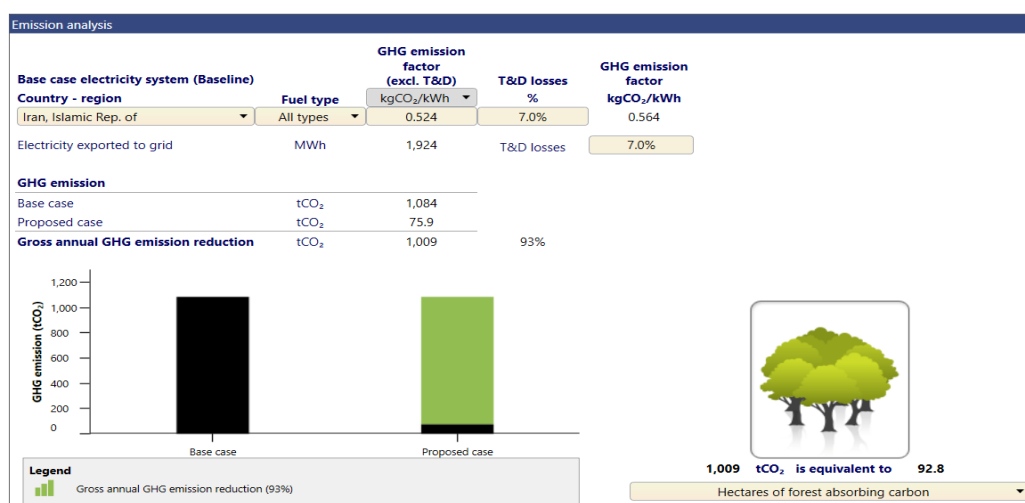 Emission analysis
GHG emission
factor
(excl. T&D)
T&D losses
GHG emission
factor
Base case electricity system (Baseline)
Country - region
Fuel type
kgCO₂/kWh
%
kgCO₂/kWh
Iran, Islamic Rep. of
All types
0.524
7.0%
0.564
Electricity exported to grid
MWh
1,924
T&D losses
7.0%
GHG emission
Base case
tCO₂
1,084
Proposed case
tCO₂
75.9
Gross annual GHG emission reduction
tCO₂
1,009
93%
GHG emission (tCO₂)
1,200
1,000
800
600
400
200
0
Base case
Proposed case
Legend
Gross annual GHG emission reduction (93%)
1,009 tCO₂ is equivalent to 92.8
Hectares of forest absorbing carbon